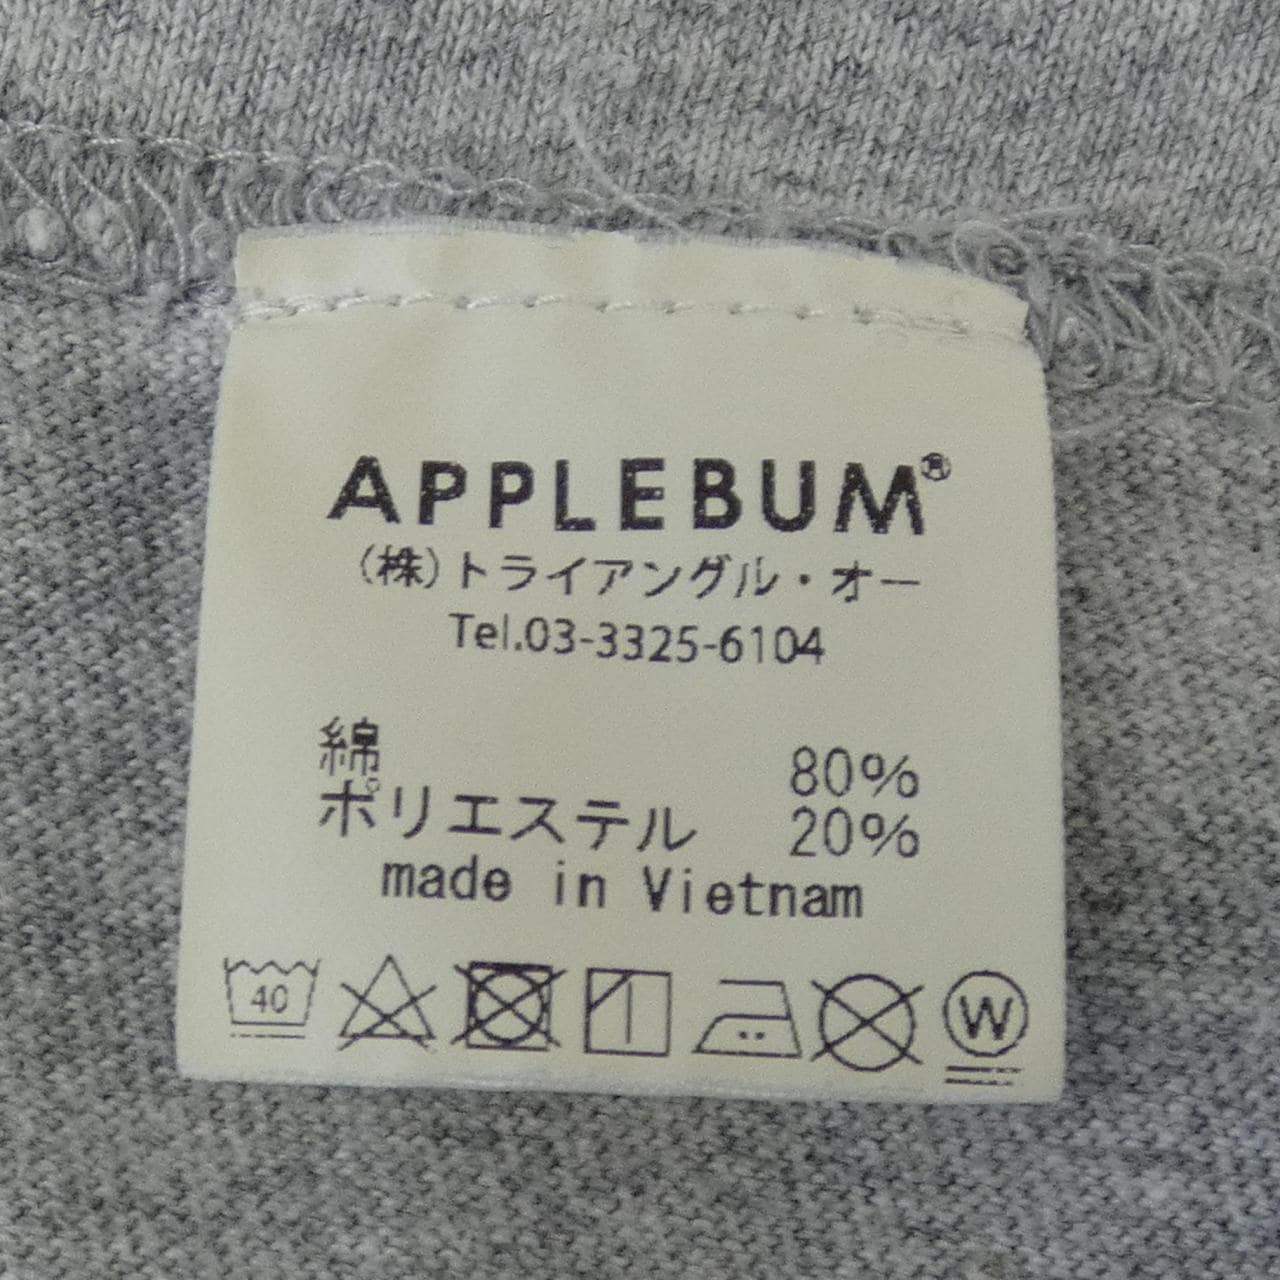 APPLEBUM®
(株)トライアングル・オー
Tel.03-3325-6104
綿 80%
ポリエステル 20%
made in Vietnam
40 W